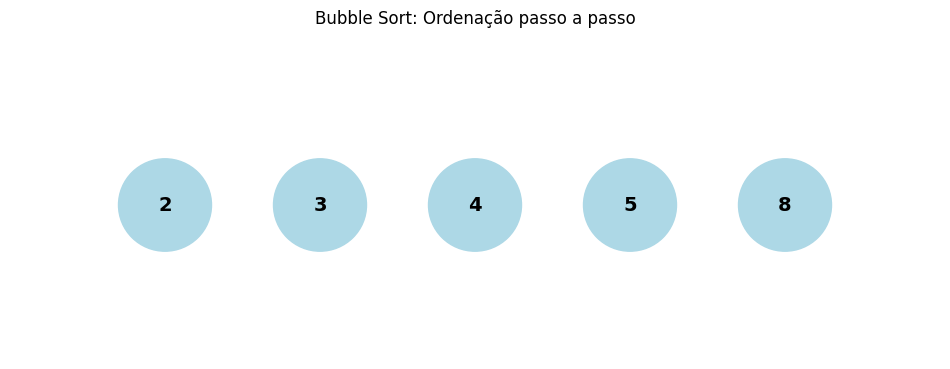 Bubble Sort: Ordenação passo a passo
2 3 4 5 8